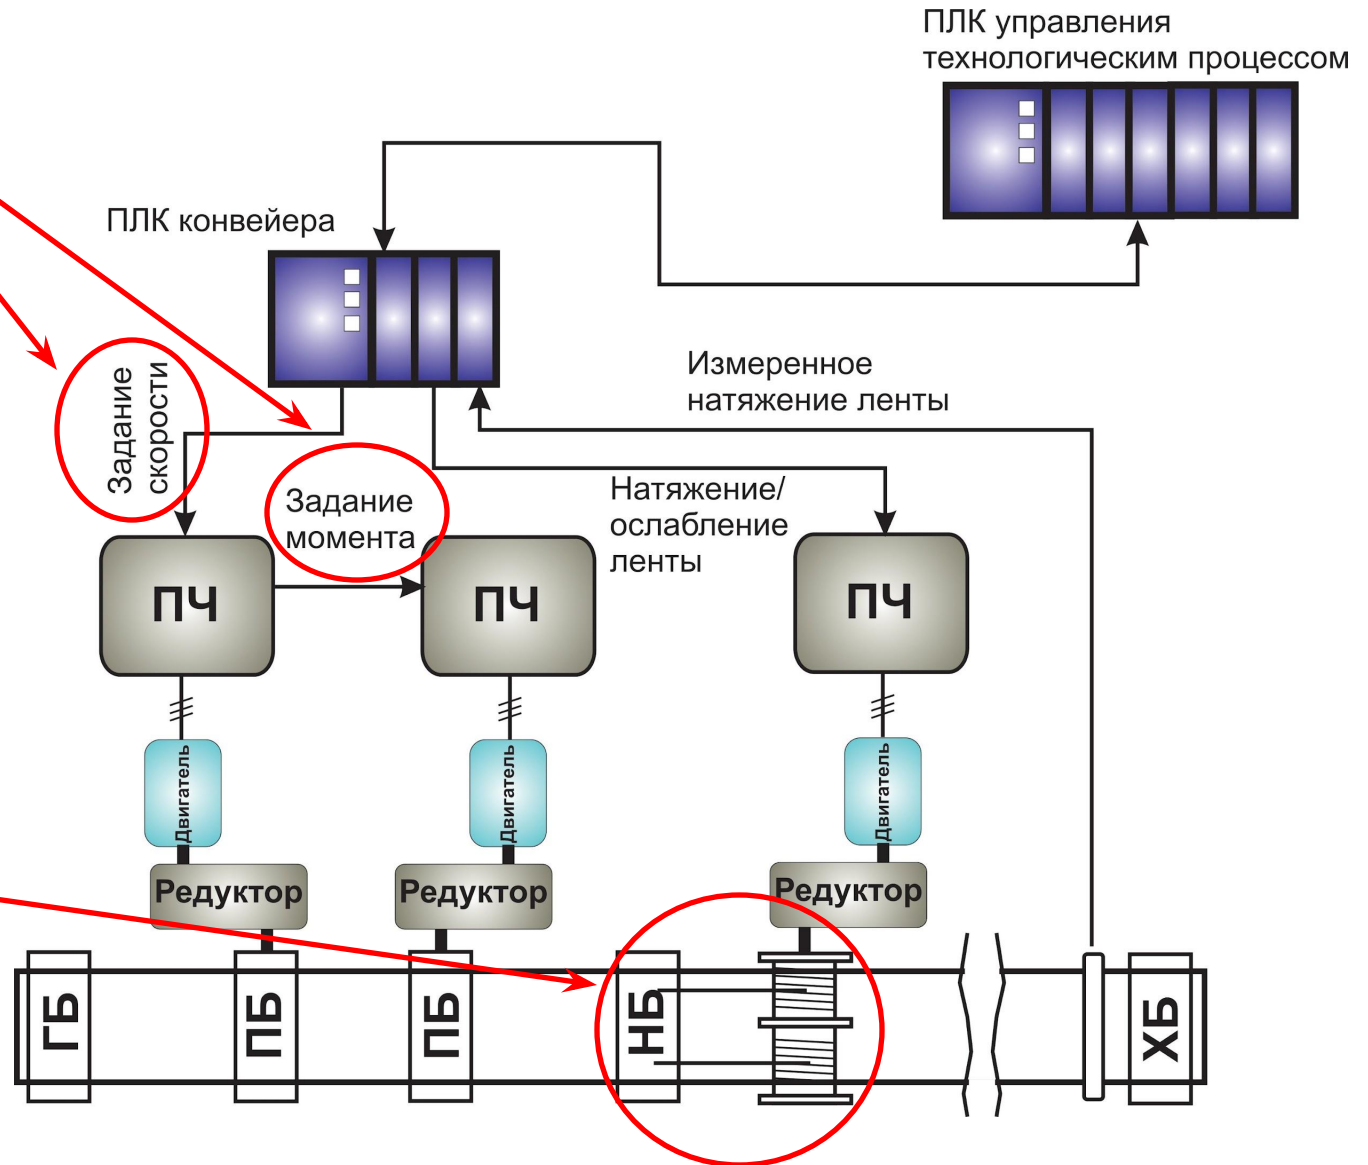 ПЛК управления
технологическим процессом
ПЛК конвейера
Измеренное
натяжение ленты
Задание
скорости
Задание
момента
Натяжение/
ослабление
ленты
ПЧ
ПЧ
ПЧ
Двигатель
Двигатель
Двигатель
Редуктор
Редуктор
Редуктор
ГБ
ПБ
ПБ
НБ
ХБ